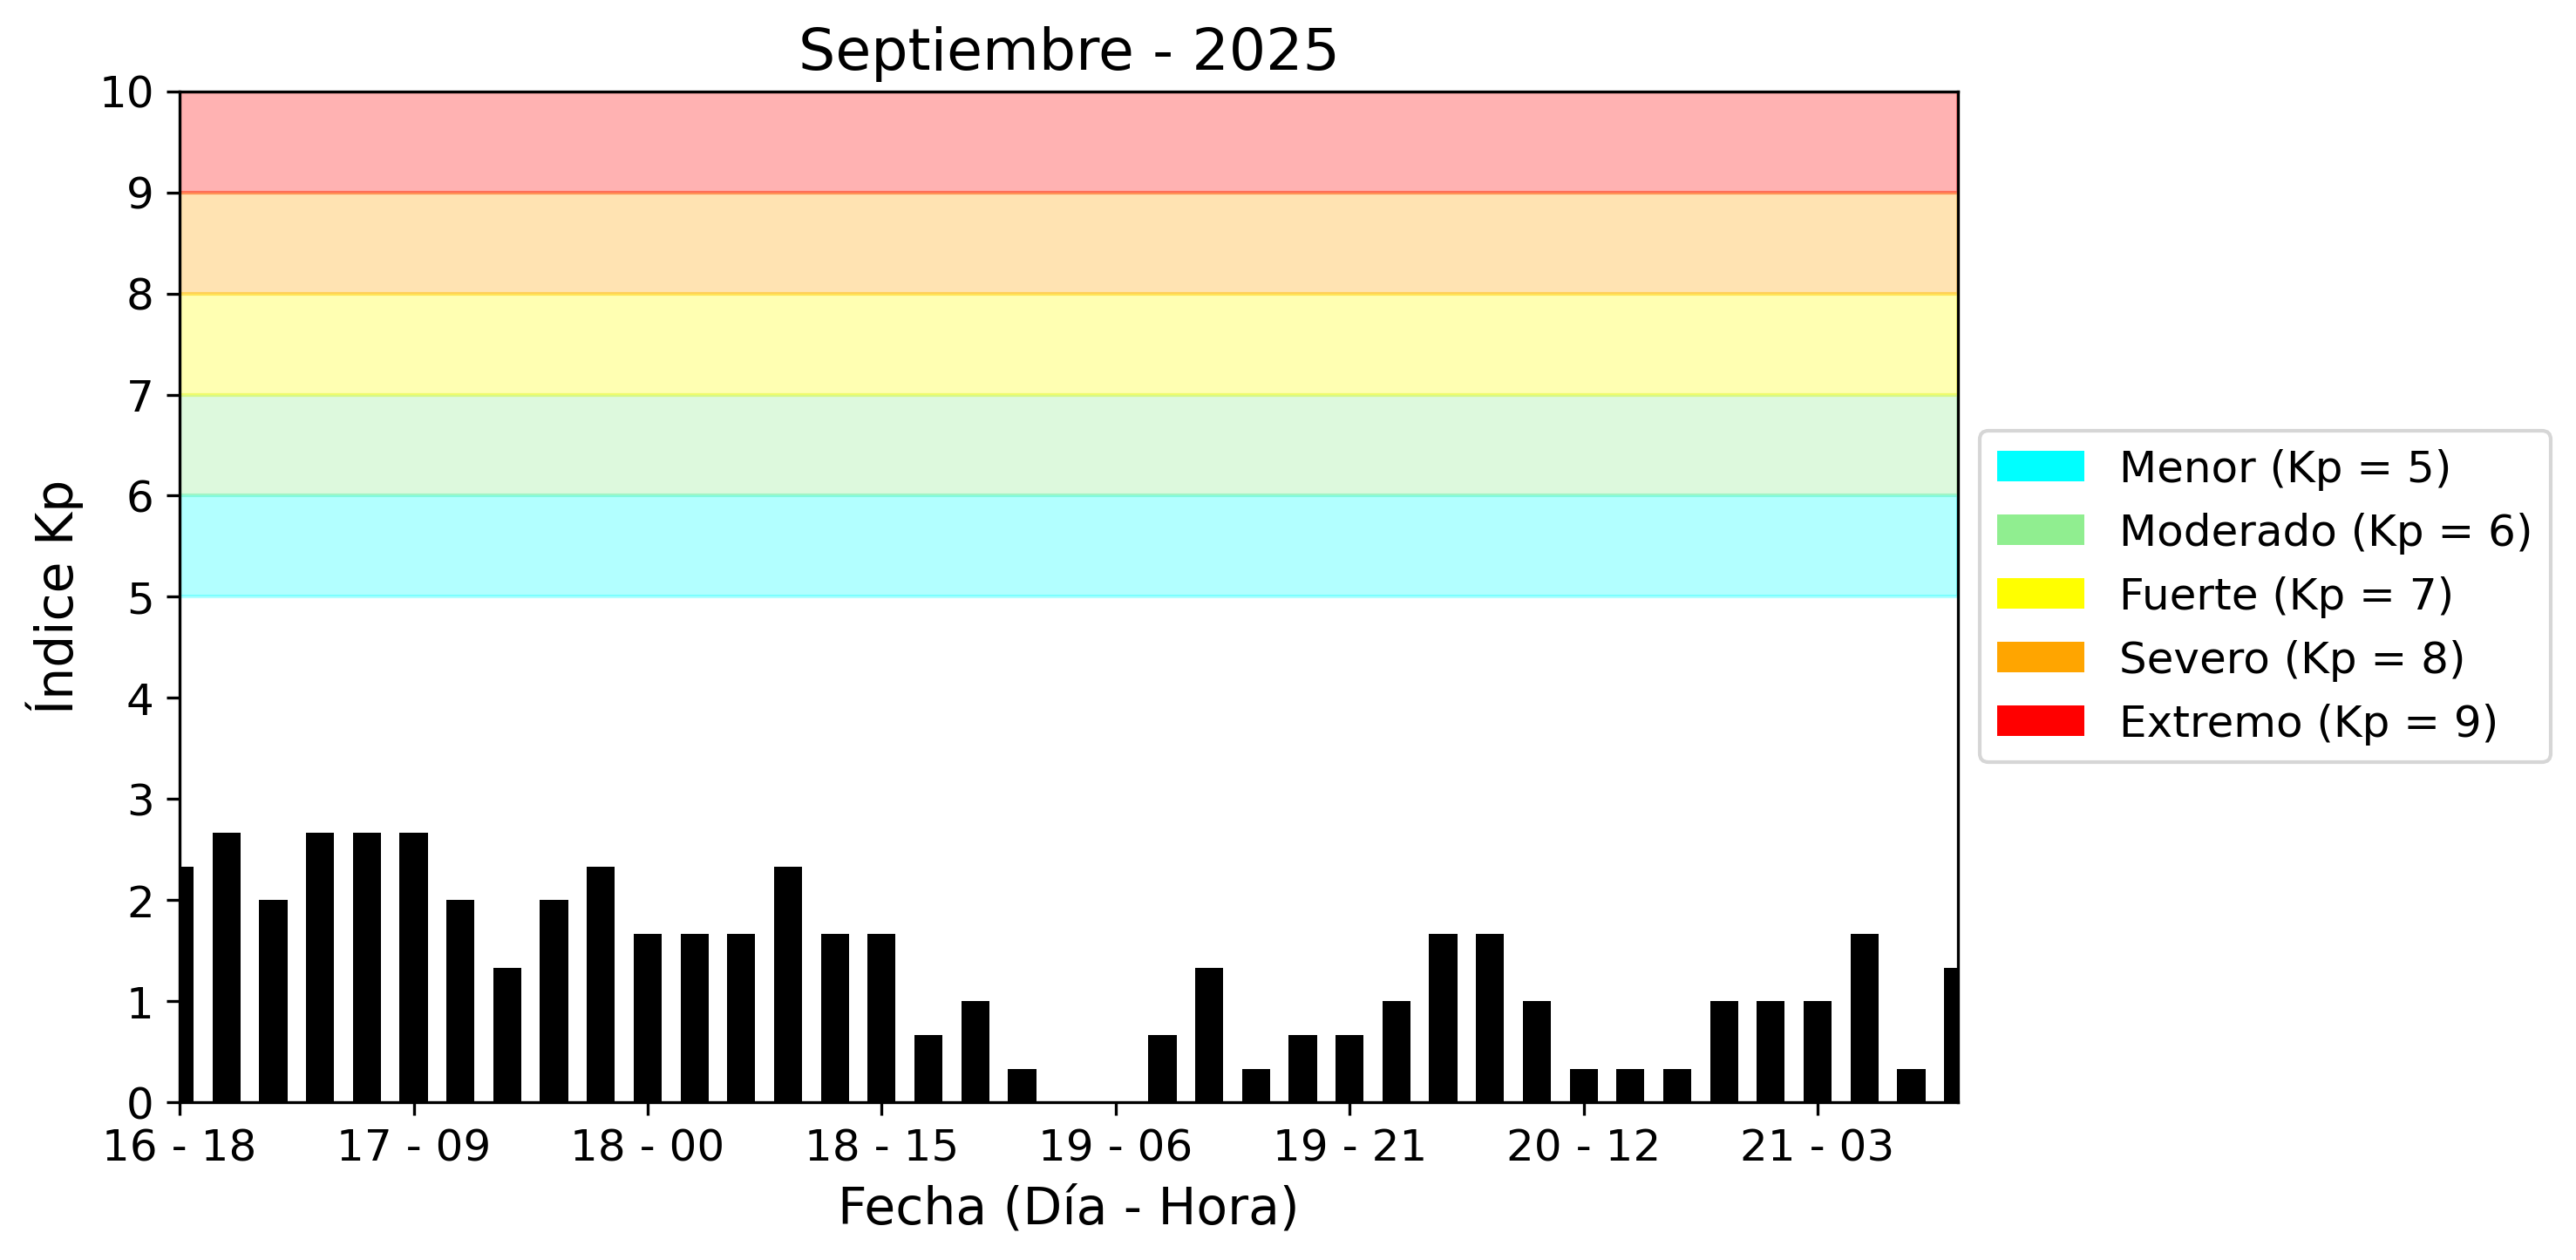 Septiembre - 2025
Índice Kp
10
9
8
7
6
5
4
3
2
1
0
16 - 18 17 - 09 18 - 00 18 - 15 19 - 06 19 - 21 20 - 12 21 - 03
Fecha (Día - Hora)
Menor (Kp = 5)
Moderado (Kp = 6)
Fuerte (Kp = 7)
Severo (Kp = 8)
Extremo (Kp = 9)